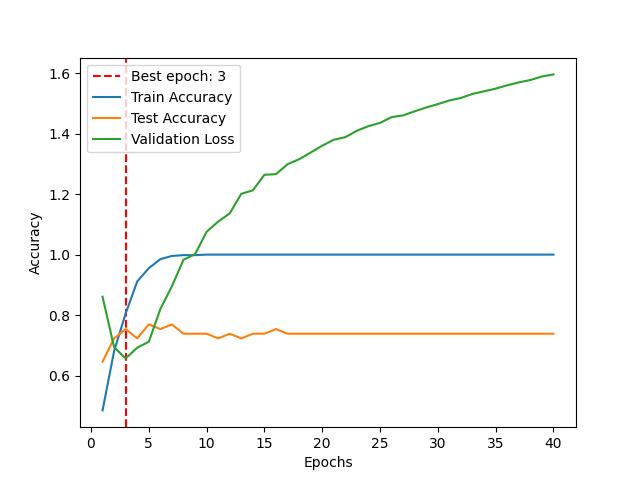 Best epoch: 3
Train Accuracy
Test Accuracy
Validation Loss
1.6
1.4
1.2
1.0
0.8
0.6
Accuracy
0 5 10 15 20 25 30 35 40
Epochs